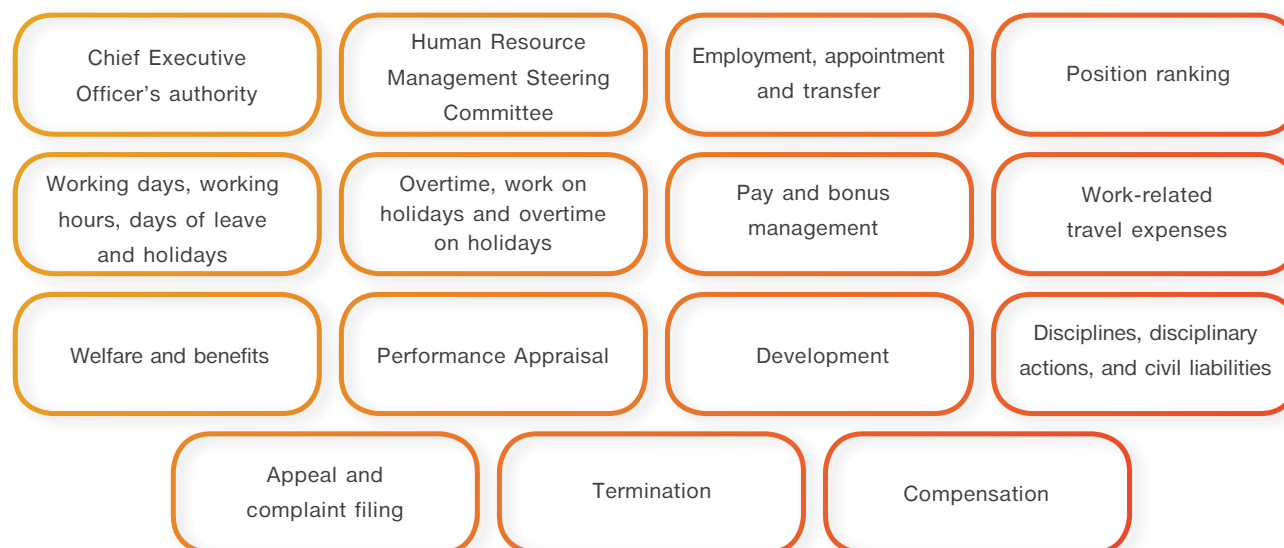 Chief Executive
Officer's authority
Human Resource
Management Steering
Committee
Employment, appointment
and transfer
Position ranking
Working days, working
hours, days of leave
and holidays
Overtime, work on
holidays and overtime
on holidays
Pay and bonus
management
Work-related
travel expenses
Welfare and benefits
Performance Appraisal
Development
Disciplines, disciplinary
actions, and civil liabilities
Appeal and
complaint filing
Termination
Compensation